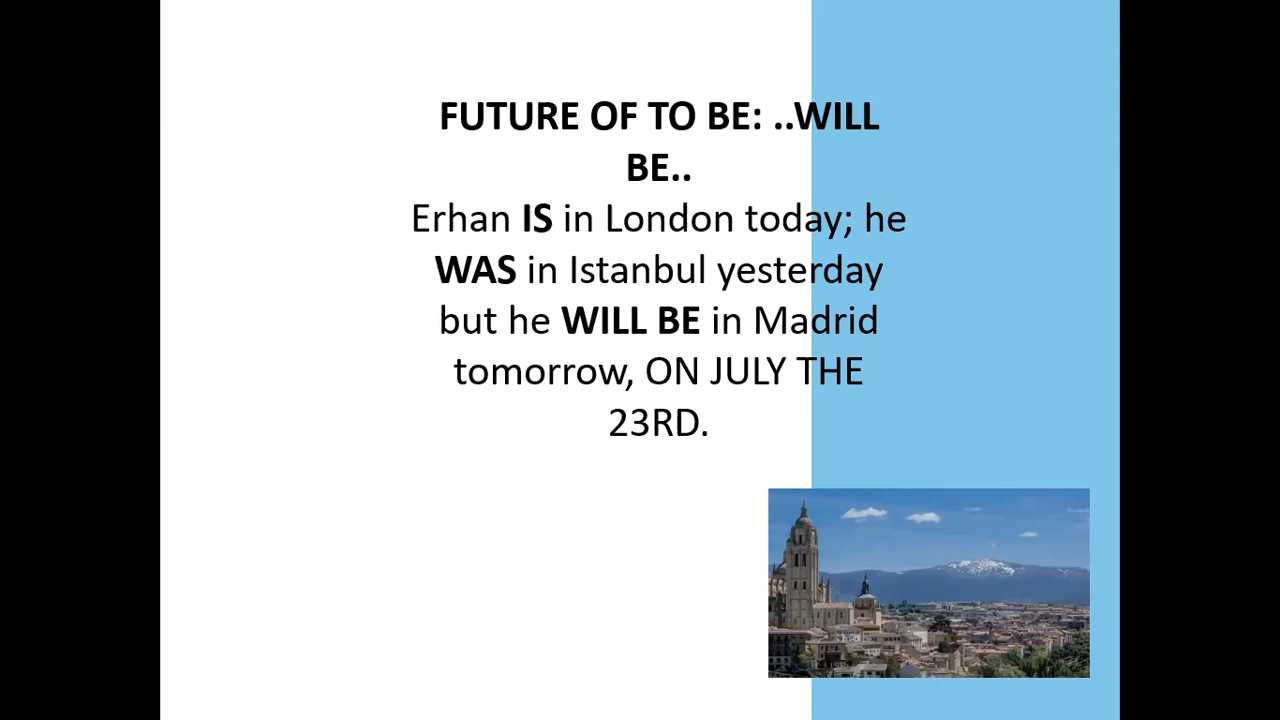 FUTURE OF TO BE: ..WILL
BE..
Erhan IS in London today; he
WAS in Istanbul yesterday
but he WILL BE in Madrid
tomorrow, ON JULY THE
23RD.